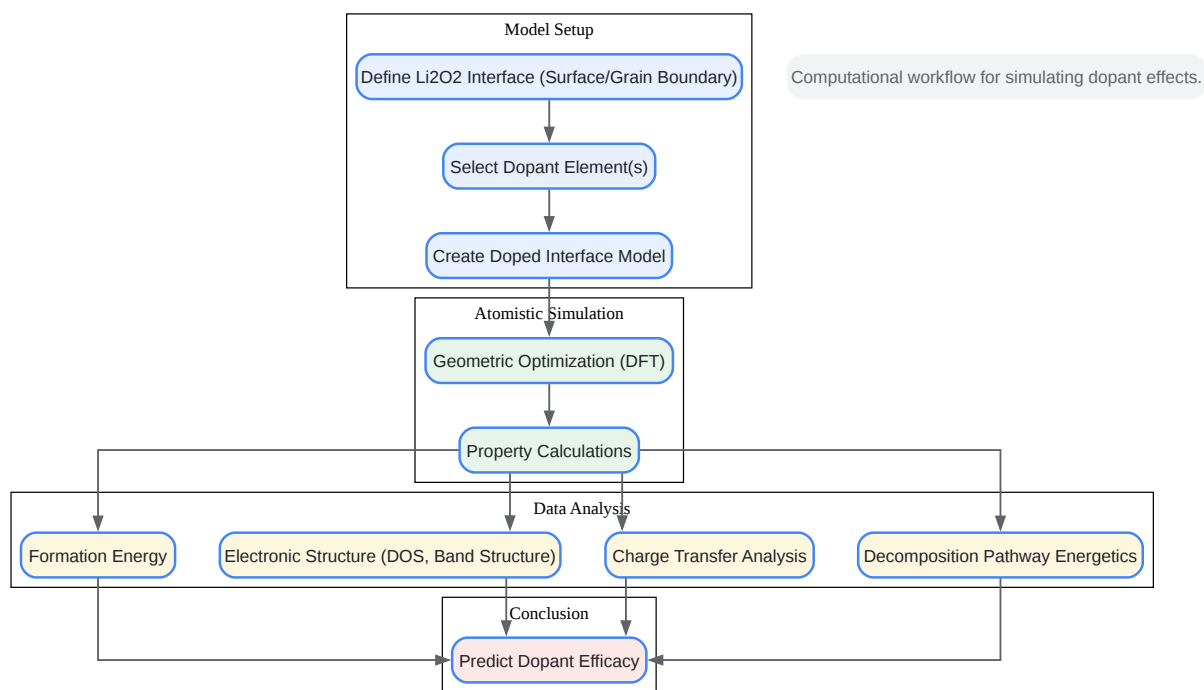 Model Setup
Define Li2O2 Interface (Surface/Grain Boundary)
Computational workflow for simulating dopant effects.
Select Dopant Element(s)
Create Doped Interface Model
Atomistic Simulation
Geometric Optimization (DFT)
Property Calculations
Data Analysis
Formation Energy
Electronic Structure (DOS, Band Structure)
Charge Transfer Analysis
Decomposition Pathway Energetics
Conclusion
Predict Dopant Efficacy